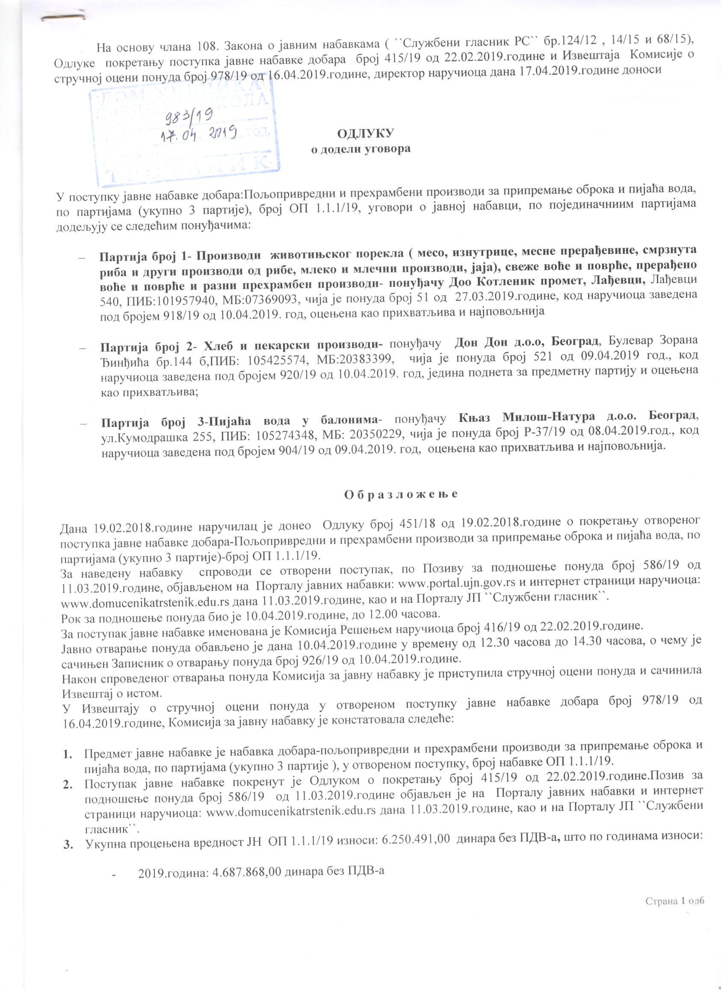 На основу члана 108. Закона о јавним набавкама ( ``Службени гласник РС`` бр.124/12 , 14/15 и 68/15),
Одлуке покретању поступка јавне набавке добара број 415/19 од 22.02.2019.године и Извештаја Комисије о
стручној оцени понуда број 978/19 од 16.04.2019.године, директор наручиоца дана 17.04.2019.године доноси
ДОМ УЧЕНИКА
СРЕДЊИХ ШКОЛА
983/19
17.04. 2019 год.
ТРСТЕНИК
ОДЛУКУ
о додели уговора
У поступку јавне набавке добара:Пољопривредни и прехрамбени производи за припремање оброка и пијаћа вода,
по партијама (укупно 3 партије), број ОП 1.1.1/19, уговори о јавној набавци, по појединачниим партијама
додељују се следећим понуђачима:
– Партија број 1- Производи животињског порекла ( месо, изнутрице, месне прерађевине, смрзнута
риба и други производи од рибе, млеко и млечни производи, јаја), свеже воће и поврће, прерађено
воће и поврће и разни прехрамбен производи- понуђачу Доо Котленик промет, Лађевци, Лађевци
540, ПИБ:101957940, МБ:07369093, чија је понуда број 51 од 27.03.2019.године, код наручиоца заведена
под бројем 918/19 од 10.04.2019. год, оцењена као прихватљива и најповољнија
– Партија број 2- Хлеб и пекарски производи- понуђачу Дон Дон д.о.о, Београд, Булевар Зорана
Ђинђића бр.144 б,ПИБ: 105425574, МБ:20383399, чија је понуда број 521 од 09.04.2019 год., код
наручиоца заведена под бројем 920/19 од 10.04.2019. год, једина поднета за предметну партију и оцењена
као прихватљива;
– Партија број 3-Пијаћа вода у балонима- понуђачу Књаз Милош-Натура д.о.о. Београд,
ул.Кумодрашка 255, ПИБ: 105274348, МБ: 20350229, чија је понуда број Р-37/19 од 08.04.2019.год., код
наручиоца заведена под бројем 904/19 од 09.04.2019. год, оцењена као прихватљива и најповољнија.
О б р а з л о ж е њ е
Дана 19.02.2018.године наручилац је донео Одлуку број 451/18 од 19.02.2018.године о покретању отвореног
поступка јавне набавке добара-Пољопривредни и прехрамбени производи за припремање оброка и пијаћа вода, по
партијама (укупно 3 партије)-број ОП 1.1.1/19.
За наведену набавку спроводи се отворени поступак, по Позиву за подношење понуда број 586/19 од
11.03.2019.године, објављеном на Порталу јавних набавки: www.portal.ujn.gov.rs и интернет страници наручиоца:
www.domucenikatrstenik.edu.rs дана 11.03.2019.године, као и на Порталу ЈП ``Службени гласник``.
Рок за подношење понуда био је 10.04.2019.године, до 12.00 часова.
За поступак јавне набавке именована је Комисија Решењем наручиоца број 416/19 од 22.02.2019.године.
Јавно отварање понуда обављено је дана 10.04.2019.године у времену од 12.30 часова до 14.30 часова, о чему је
сачињен Записник о отварању понуда број 926/19 од 10.04.2019.године.
Након спроведеног отварања понуда Комисија за јавну набавку је приступила стручној оцени понуда и сачинила
Извештај о истом.
У Извештају о стручној оцени понуда у отвореном поступку јавне набавке добара број 978/19 од
16.04.2019.године, Комисија за јавну набавку је констатовала следеће:
1. Предмет јавне набавке је набавка добара-пољопривредни и прехрамбени производи за припремање оброка и
пијаћа вода, по партијама (укупно 3 партије ), у отвореном поступку, број набавке ОП 1.1.1/19.
2. Поступак јавне набавке покренут је Одлуком о покретању број 415/19 од 22.02.2019.године.Позив за
подношење понуда број 586/19 од 11.03.2019.године објављен је на Порталу јавних набавки и интернет
страници наручиоца: www.domucenikatrstenik.edu.rs дана 11.03.2019.године, као и на Порталу ЈП ``Службени
гласник``.
3. Укупна процењена вредност ЈН ОП 1.1.1/19 износи: 6.250.491,00 динара без ПДВ-а, што по годинама износи:
- 2019.година: 4.687.868,00 динара без ПДВ-а
Страна 1 од6